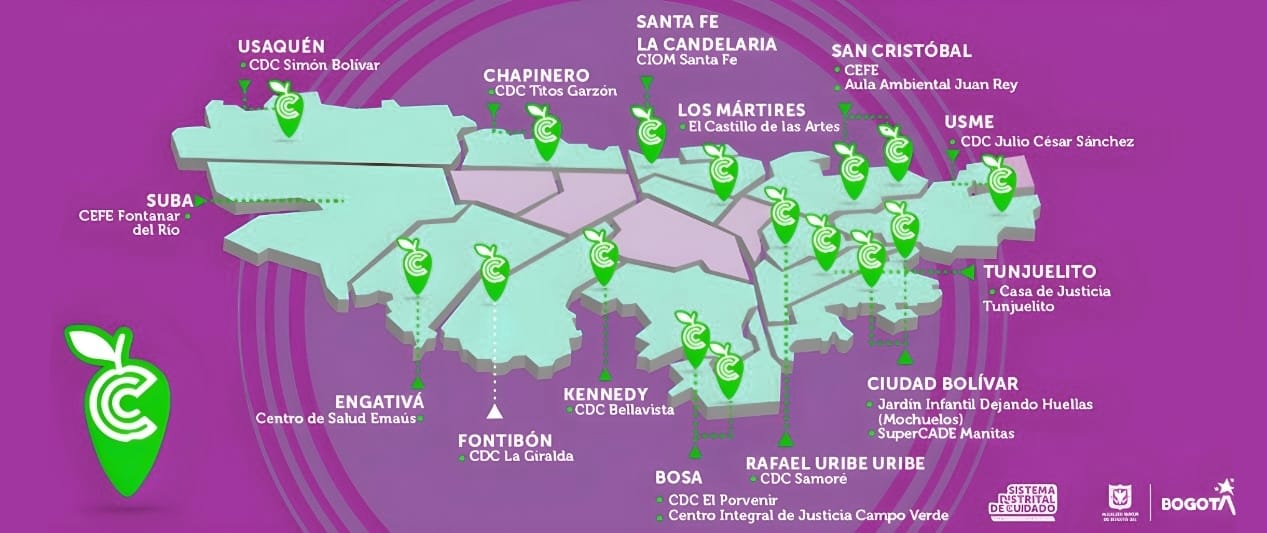 USAQUÉN
CDC Simón Bolívar
CHAPINERO
CDC Titos Garzón
SANTA FE
LA CANDELARIA
CIOM Santa Fe
LOS MÁRTIRES
El Castillo de las Artes
SAN CRISTÓBAL
CEFE
Aula Ambiental Juan Rey
USME
CDC Julio César Sánchez
SUBA
CEFE Fontanar
del Río
TUNJUELITO
Casa de Justicia
Tunjuelito
ENGATIVÁ
Centro de Salud Emaús
FONTIBÓN
CDC La Giralda
KENNEDY
CDC Bellavista
CIUDAD BOLÍVAR
Jardín Infantil Dejando Huellas
(Mochuelos)
SuperCADE Manitas
BOSA
CDC El Porvenir
Centro Integral de Justicia Campo Verde
RAFAEL URIBE URIBE
CDC Samoré
SISTEMA
DISTRITAL
DE CUIDADO
BOGOTÁ